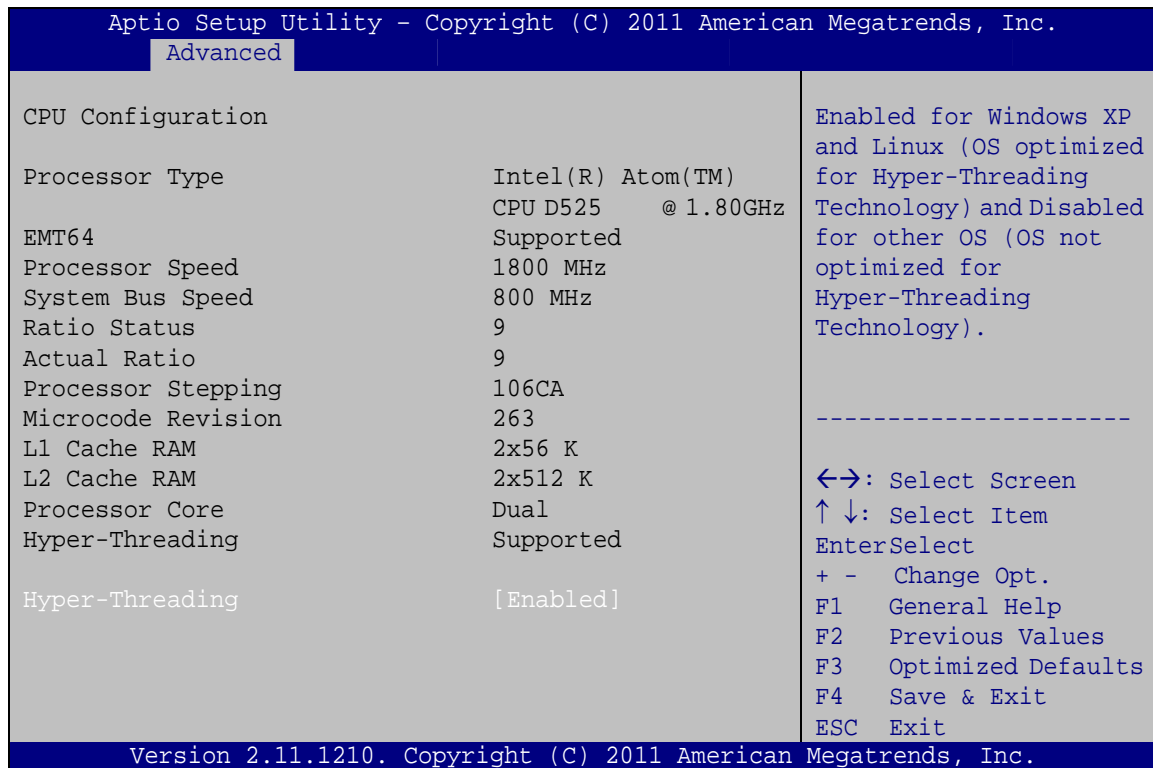 Aptio Setup Utility – Copyright (C) 2011 American Megatrends, Inc.
Advanced
CPU Configuration
Processor Type Intel(R) Atom(TM)
CPU D525 @ 1.80GHz
EMT64 Supported
Processor Speed 1800 MHz
System Bus Speed 800 MHz
Ratio Status 9
Actual Ratio 9
Processor Stepping 106CA
Microcode Revision 263
L1 Cache RAM 2x56 K
L2 Cache RAM 2x512 K
Processor Core Dual
Hyper-Threading Supported
Hyper-Threading [Enabled]
Enabled for Windows XP
and Linux (OS optimized
for Hyper-Threading
Technology) and Disabled
for other OS (OS not
optimized for
Hyper-Threading
Technology).
----------------------
←→: Select Screen
↑ ↓: Select Item
EnterSelect
+ - Change Opt.
F1 General Help
F2 Previous Values
F3 Optimized Defaults
F4 Save & Exit
ESC Exit
Version 2.11.1210. Copyright (C) 2011 American Megatrends, Inc.